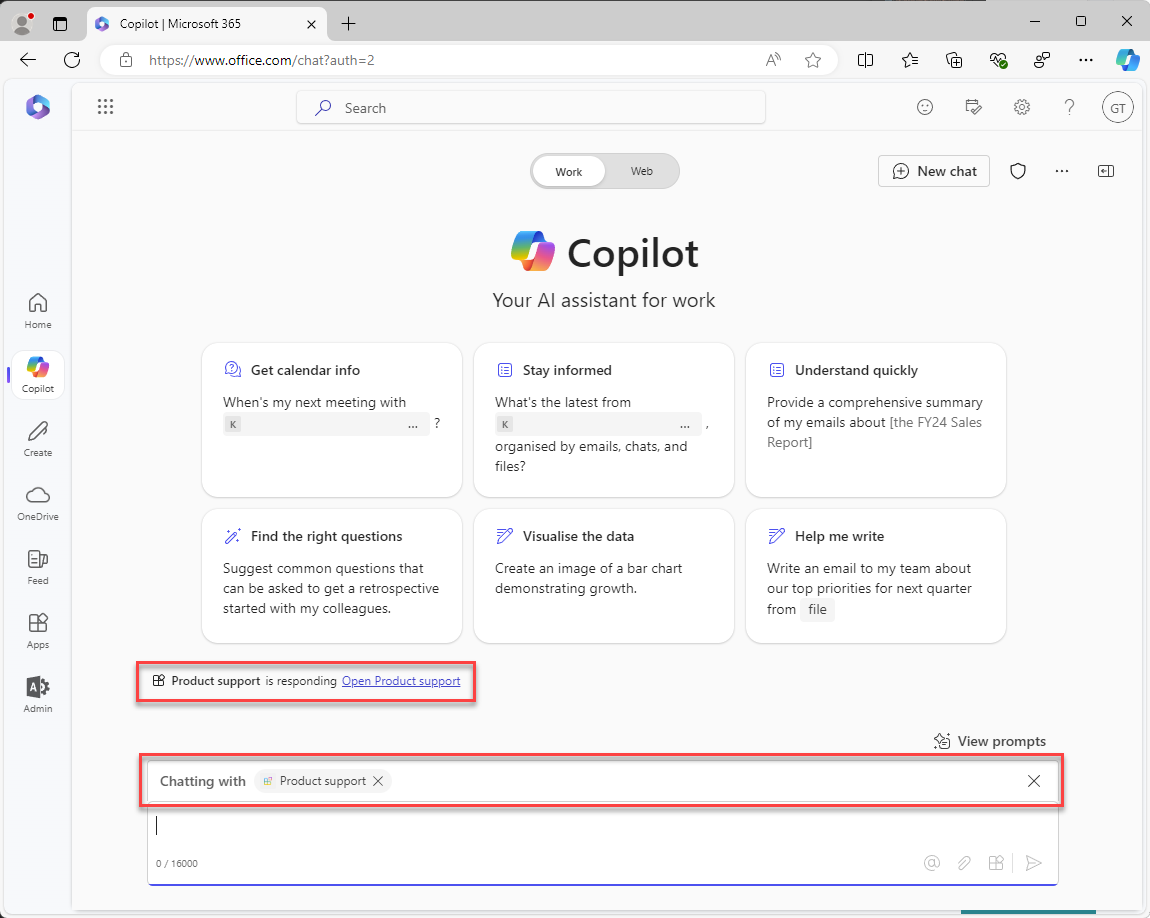 Copilot | Microsoft 365
https://www.office.com/chat?auth=2
Search
GT
Work
Web
New chat
Copilot
Your AI assistant for work
Home
Copilot
Create
OneDrive
Feed
Apps
Admin
Get calendar info
When's my next meeting with
K ... ?
Stay informed
What's the latest from
K ... ,
organised by emails, chats, and
files?
Understand quickly
Provide a comprehensive summary
of my emails about [the FY24 Sales
Report]
Find the right questions
Suggest common questions that
can be asked to get a retrospective
started with my colleagues.
Visualise the data
Create an image of a bar chart
demonstrating growth.
Help me write
Write an email to my team about
our top priorities for next quarter
from file
Product support is responding Open Product support
View prompts
Chatting with Product support
0 / 16000